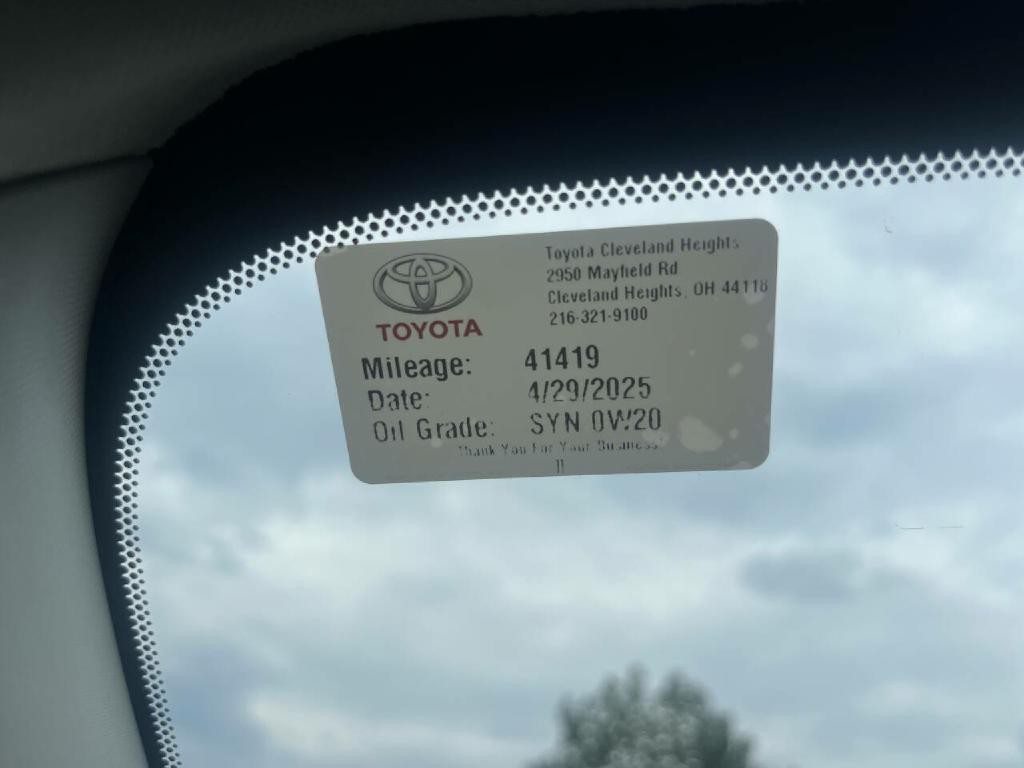 Toyota Cleveland Heights
2950 Mayfield Rd
Cleveland Heights, OH 44118
216-321-9100
TOYOTA
Mileage: 41419
Date: 4/29/2025
Oil Grade: SYN 0W20
Thank You For Your Business
!!